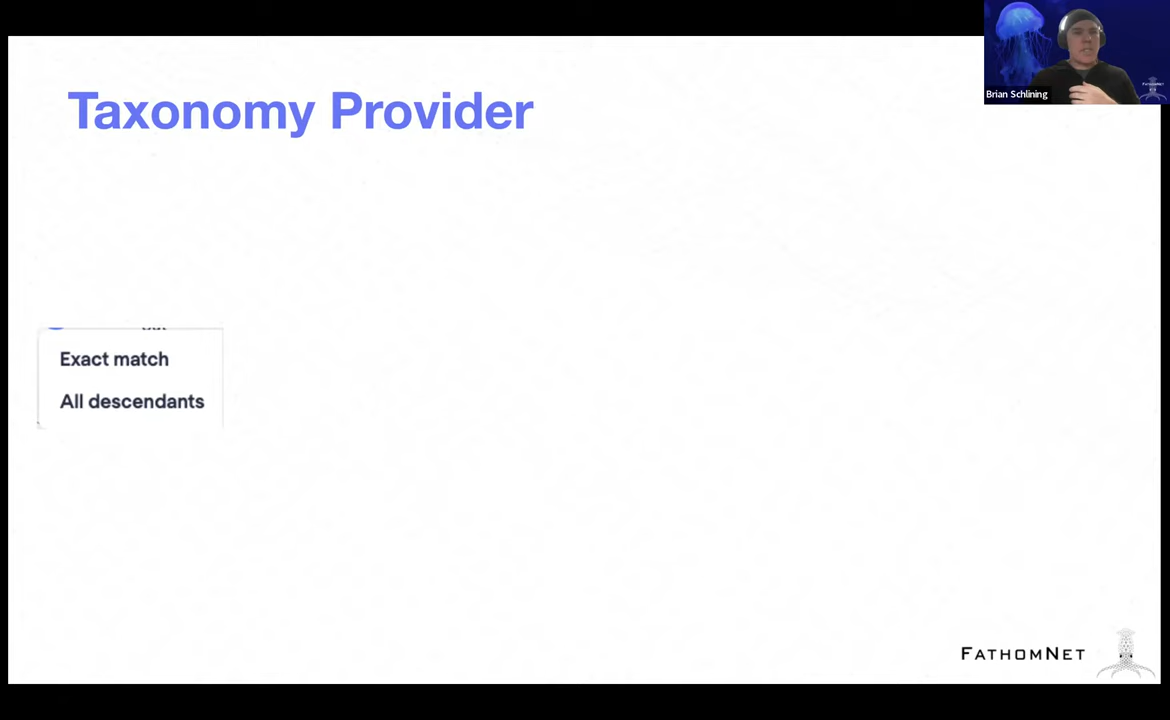 Taxonomy Provider
Brian Schlining
Exact match
All descendants
FATHOMNET